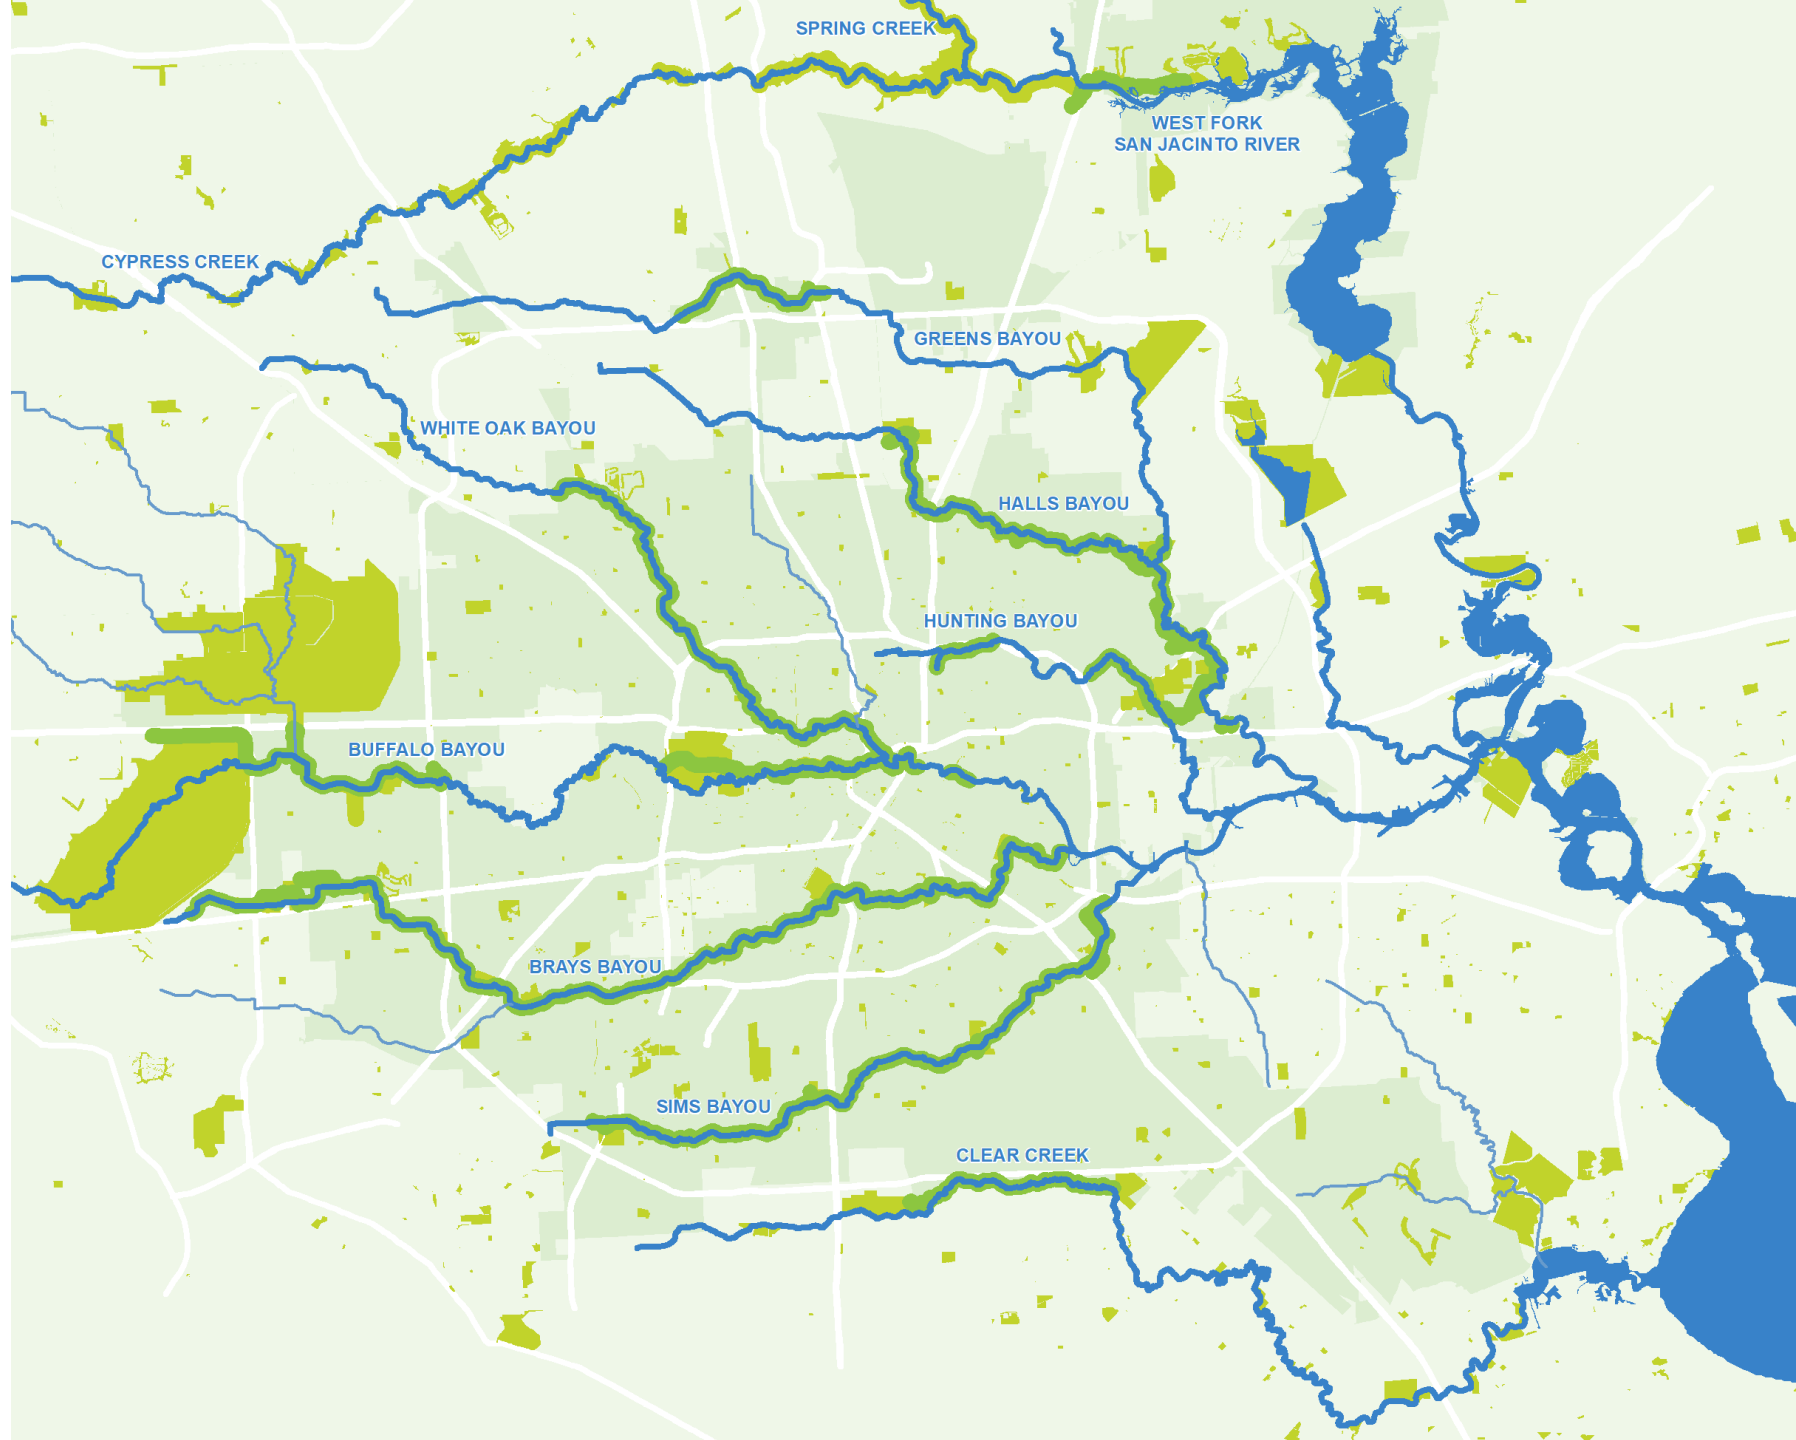 SPRING CREEK
WEST FORK
SAN JACINTO RIVER
CYPRESS CREEK
GREENS BAYOU
WHITE OAK BAYOU
HALLS BAYOU
HUNTING BAYOU
BUFFALO BAYOU
BRAYS BAYOU
SIMS BAYOU
CLEAR CREEK